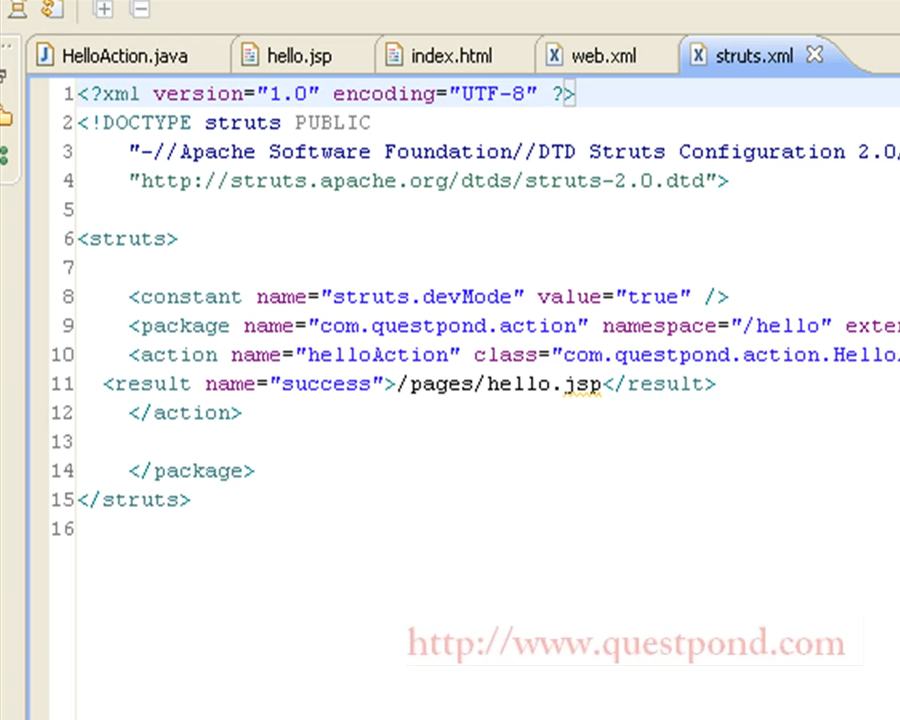 HelloAction.java hello.jsp index.html web.xml struts.xml
1<?xml version="1.0" encoding="UTF-8" ?>
2<!DOCTYPE struts PUBLIC
3 "-//Apache Software Foundation//DTD Struts Configuration 2.0/
4 "http://struts.apache.org/dtds/struts-2.0.dtd">
5
6<struts>
7
8 <constant name="struts.devMode" value="true" />
9 <package name="com.questpond.action" namespace="/hello" exten
10 <action name="helloAction" class="com.questpond.action.Hello
11 <result name="success">/pages/hello.jsp</result>
12 </action>
13
14 </package>
15</struts>
16
http://www.questpond.com